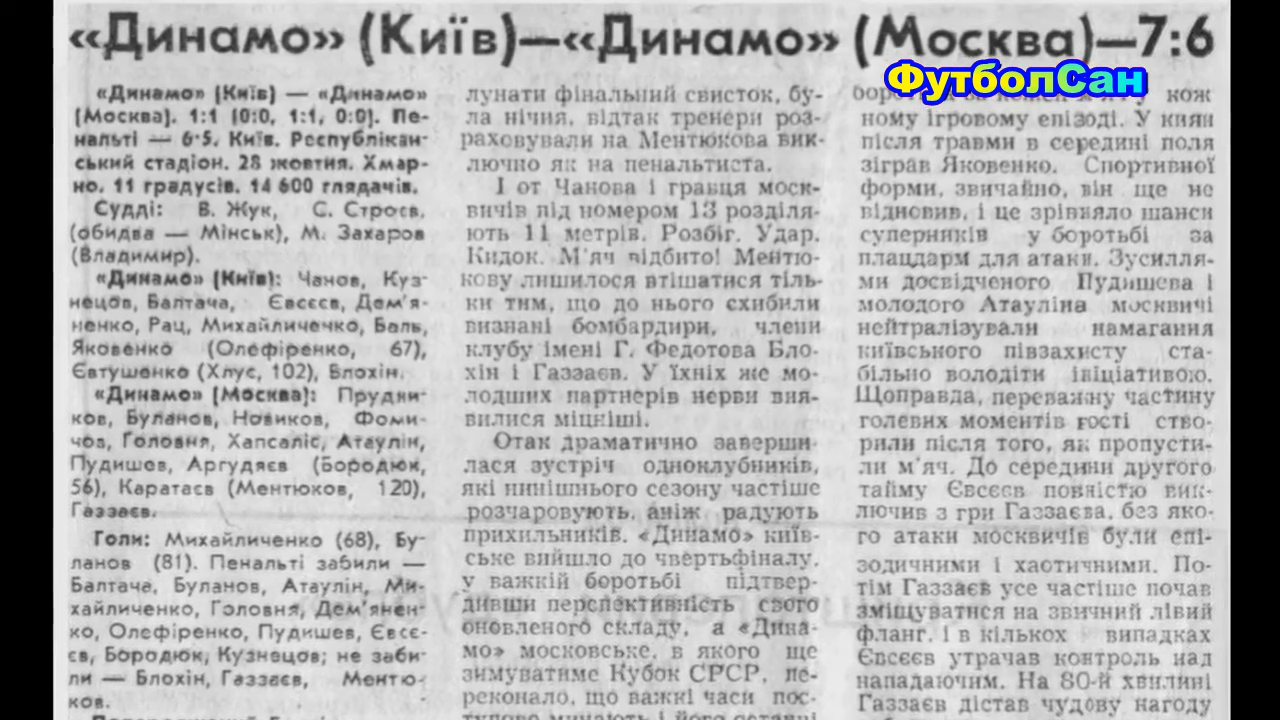 «Динамо» (Київ)—«Динамо» (Москва)—7:6
ФутболСан
«Динамо» (Київ) — «Динамо»
(Москва). 1:1 (0:0, 1:1, 0:0). Пе-
нальті — 6:5. Київ. Республікан-
ський стадіон. 28 жовтня. Хмар-
но. 11 градусів. 14 600 глядачів.
Судді: В. Жук, С. Строєв,
(обидва — Мінськ), М. Захаров
(Владимир).
«Динамо» (Київ): Чанов, Куз-
нецов, Балтача, Євсєєв, Дем'я-
ненко, Рац, Михайличенко, Баль,
Яковенко (Олефіренко, 67),
Євтушенко (Хлус, 102), Блохін.
«Динамо» (Москва): Прудни-
ков, Буланов, Новиков, Фоми-
чов, Головня, Хапсаліс, Атаулін,
Пудишев, Аргудяєв (Бородюк,
56), Каратаєв (Ментюков, 120),
Газзаєв.
Голи: Михайличенко (68), Бу-
ланов (81). Пенальті забили —
Балтача, Буланов, Атаулін, Ми-
хайличенко, Головня, Дем'янен-
ко, Олефіренко, Пудишев, Євсє-
єв, Бородюк, Кузнецов; не заби-
ли — Блохін, Газзаєв, Ментю-
ков.
лунати фінальний свисток, бу-
ла нічия, відтак тренери роз-
раховували на Ментюкова вик-
лючно як на пенальтиста.
І от Чанова і гравця моск-
вичів під номером 13 розділя-
ють 11 метрів. Розбіг. Удар.
Кидок. М'яч відбито! Ментю-
кову лишилося втішатися тіль-
ки тим, що до нього схибили
визнані бомбардири, члени
клубу імені Г. Федотова Бло-
хін і Газзаєв. У їхніх же мо-
лодших партнерів нерви вия-
вилися міцніші.
Отак драматично заверши-
лася зустріч одноклубників,
які нинішнього сезону частіше
розчаровують, аніж радують
прихильників. «Динамо» київ-
ське вийшло до чвертьфіналу,
у важкій боротьбі підтвер-
дивши перспективність свого
оновленого складу, а «Дина-
мо» московське, в якого ще
зимуватиме Кубок СРСР, пе-
реконало, що важкі часи пос-
тупово минають і його
кож
ному ігровому епізоді. У киян
після травми в середині поля
зіграв Яковенко. Спортивної
форми, звичайно, він ще не
відновив, і це зрівняло шанси
суперників у боротьбі за
плацдарм для атаки. Зусилля-
ми досвідченого Пудишева і
молодого Атауліна москвичі
нейтралізували намагання
київського півзахисту ста-
більно володіти ініціативою.
Щоправда, переважну частину
голевих моментів гості ство-
рили після того, як пропусти-
ли м'яч. До середини другого
тайму Євсєєв повністю вик-
лючив з гри Газзаєва, без яко-
го атаки москвичів були епі-
зодичними і хаотичними. По-
тім Газзаєв усе частіше почав
зміщуватися на звичний лівий
фланг. І в кількох випадках
Євсєєв утрачав контроль над
нападаючим. На 80-й хвилині
Газзаєв дістав чудову нагоду